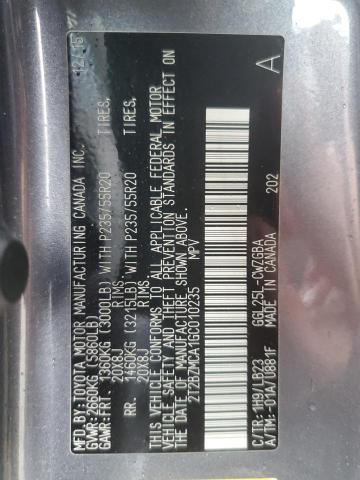 MFD.BY:TOYOTA MOTOR MANUFACTURING CANADA INC. 12/15
GVWR:2660KG (5860LB)
GAWR:FRT. 1360KG (3000LB) WITH P235/55R20
20X8J RIMS
RR. 1460KG (3215LB) WITH P235/55R20
20X8J RIMS
THIS VEHICLE CONFORMS TO ALL APPLICABLE FEDERAL MOTOR
VEHICLE SAFETY AND THEFT PREVENTION STANDARDS IN EFFECT ON
THE DATE OF MANUFACTURE SHOWN ABOVE.
2T2BZMCA1GC010235 MPV
C/TR:1H9/LB23 GGL25L-CWZGBA
A/TM:-01A/U881F MADE IN CANADA 202
A